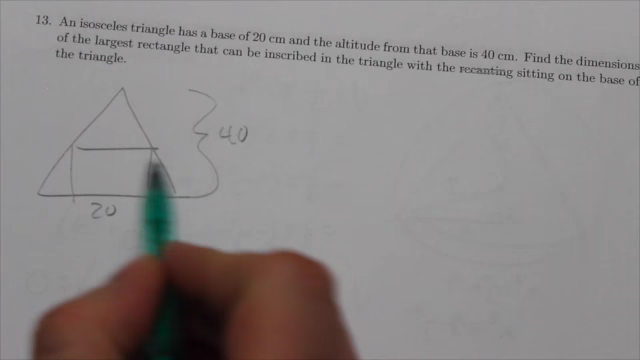 13. An isosceles triangle has a base of 20 cm and the altitude from that base is 40 cm. Find the dimensions
of the largest rectangle that can be inscribed in the triangle with the recanting sitting on the base of
the triangle.
40
20